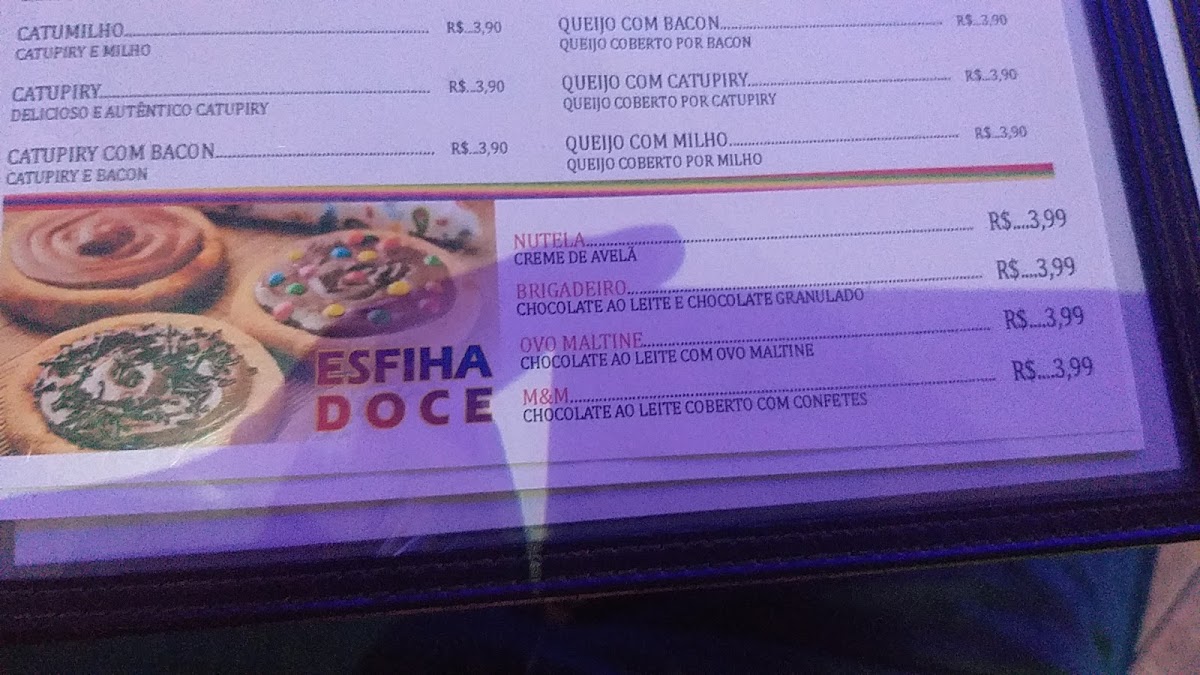 CATUMILHO................ R$...3,90
CATUPIRY E MILHO
CATUPIRY................ R$...3,90
DELICIOSO E AUTÊNTICO CATUPIRY
CATUPIRY COM BACON................ R$...3,90
CATUPIRY E BACON
QUEIJO COM BACON................ R$...3,90
QUEIJO COBERTO POR BACON
QUEIJO COM CATUPIRY................ R$...3,90
QUEIJO COBERTO POR CATUPIRY
QUEIJO COM MILHO................ R$...3,90
QUEIJO COBERTO POR MILHO
ESFIHA
DOCE
NUTELA................ R$....3,99
CREME DE AVELÃ
BRIGADEIRO................ R$....3,99
CHOCOLATE AO LEITE E CHOCOLATE GRANULADO
OVO MALTINE................ R$....3,99
CHOCOLATE AO LEITE COM OVO MALTINE
M&M................ R$....3,99
CHOCOLATE AO LEITE COBERTO COM CONFETES